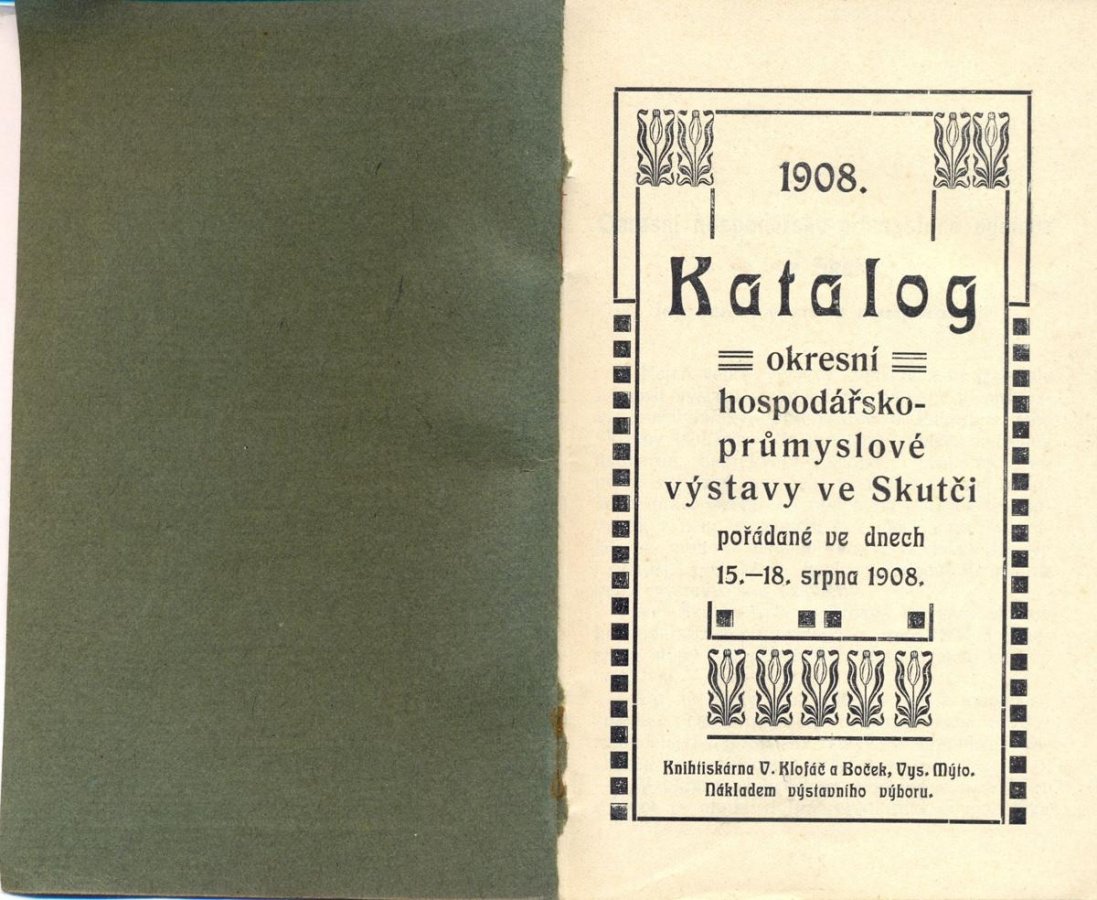 1908.
Katalog
okresní
hospodářsko-
průmyslové
výstavy ve Skutči
pořádané ve dnech
15.—18. srpna 1908.
Knihtiskárna V. Klofáč a Boček, Vys. Mýto.
Nákladem výstavního výboru.